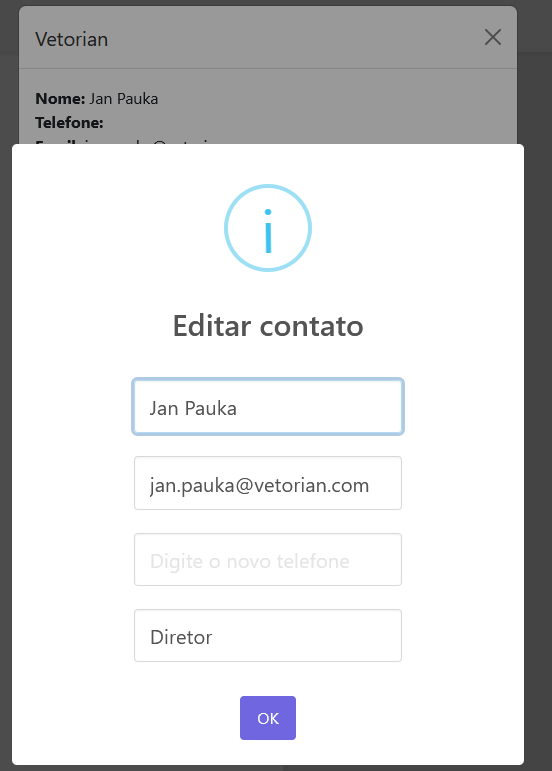 Vetorian
Nome: Jan Pauka
Telefone:
i
Editar contato
Jan Pauka
jan.pauka@vetorian.com
Digite o novo telefone
Diretor
OK